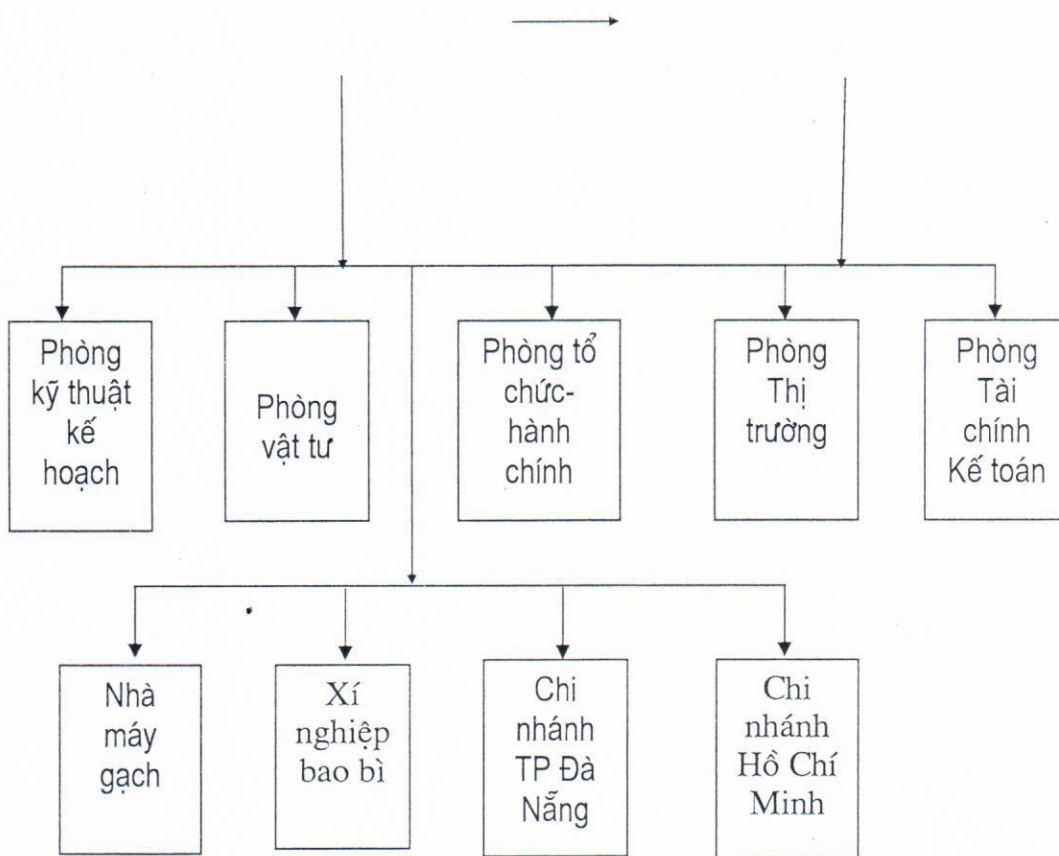 Phòng
kỹ thuật
kế
hoạch
Phòng
vật tư
Phòng tổ
chức-
hành
chính
Phòng
Thị
trường
Phòng
Tài
chính
Kế toán
Nhà
máy
gạch
Xí
nghiệp
bao bì
Chi
nhánh
TP Đà
Nẵng
Chi
nhánh
Hồ Chí
Minh